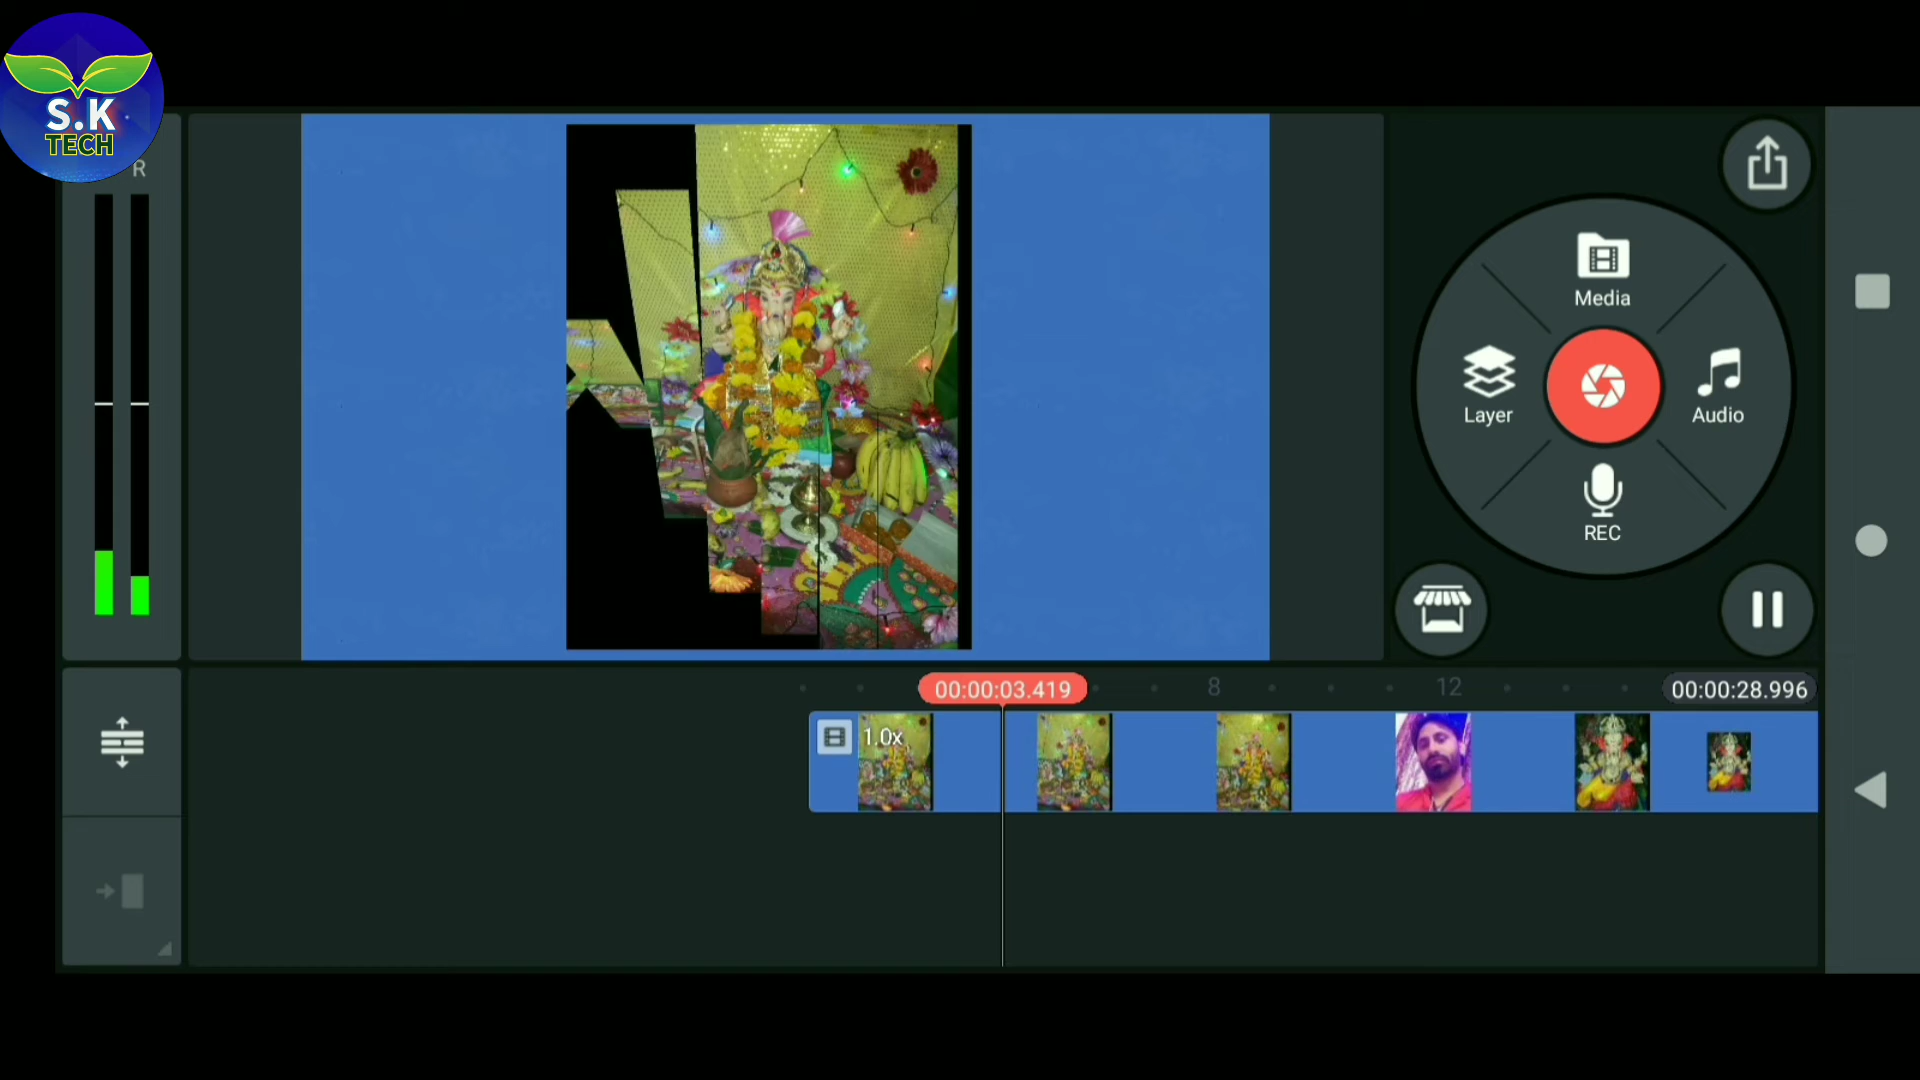 S.K
TECH
R
Media
Layer
Audio
REC
00:00:03.419
8
12
00:00:28.996
1.0x